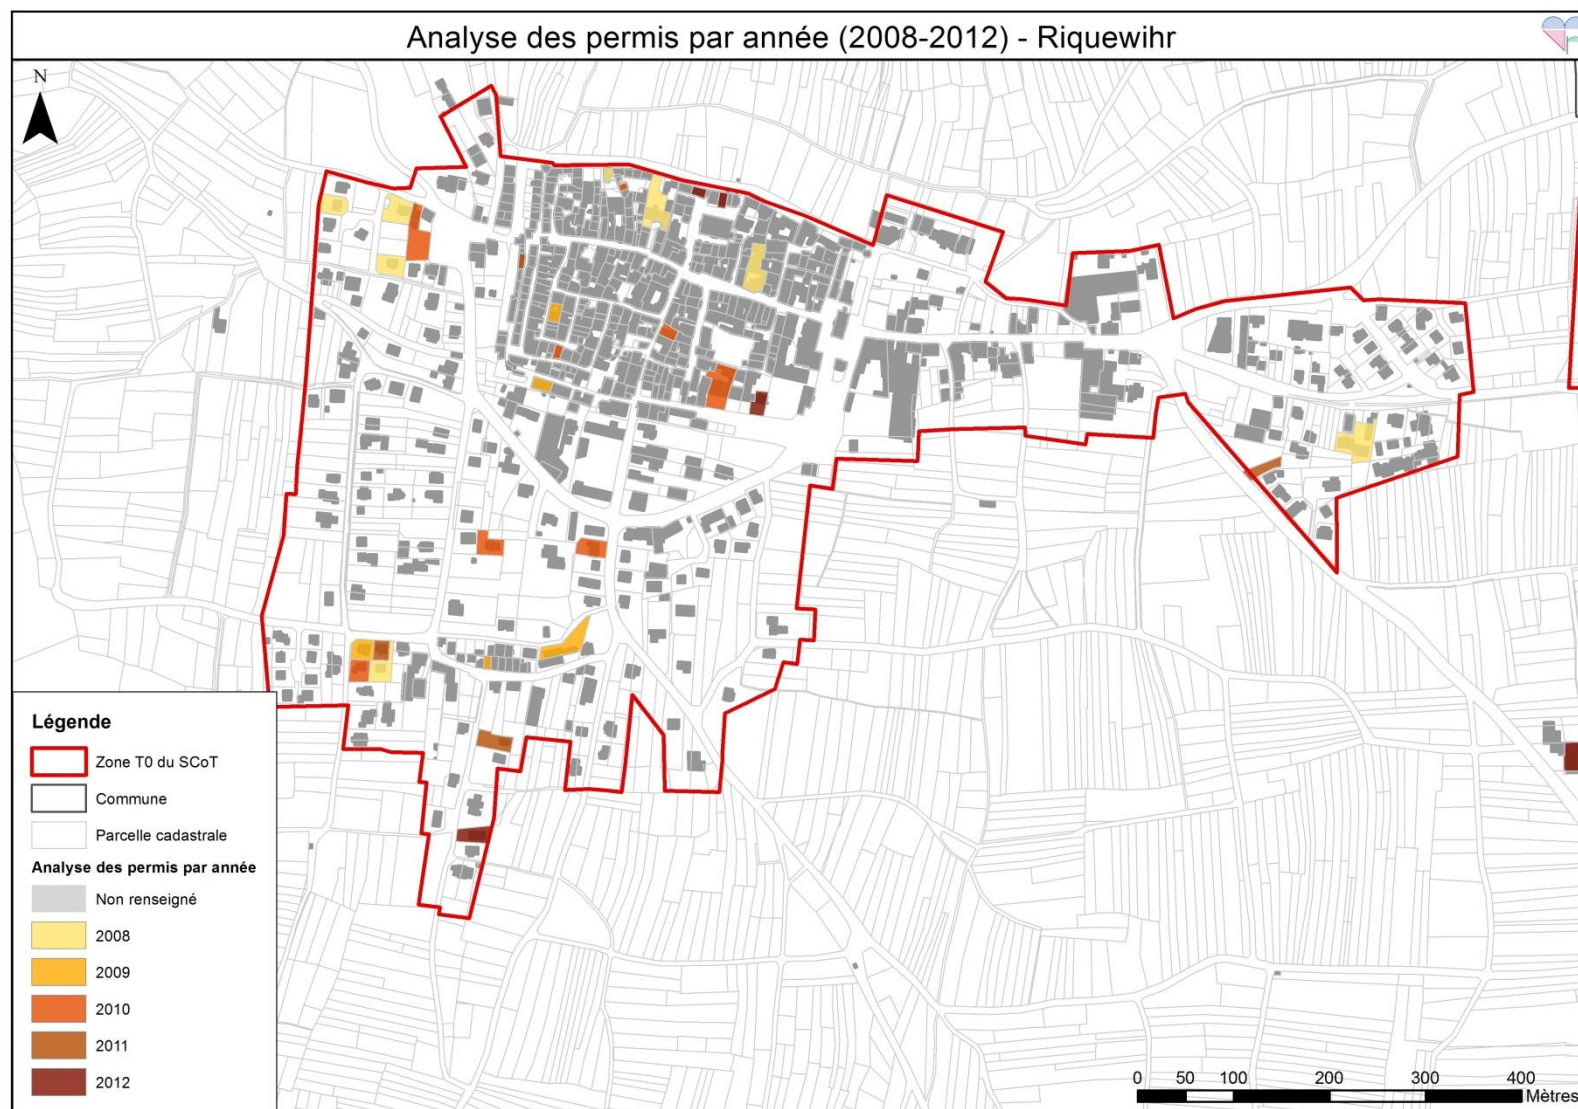 Analyse des permis par année (2008-2012) - Riquewihr
N
Légende
Zone T0 du SCoT
Commune
Parcelle cadastrale
Analyse des permis par année
Non renseigné
2008
2009
2010
2011
2012
0 50 100 200 300 400
Mètres